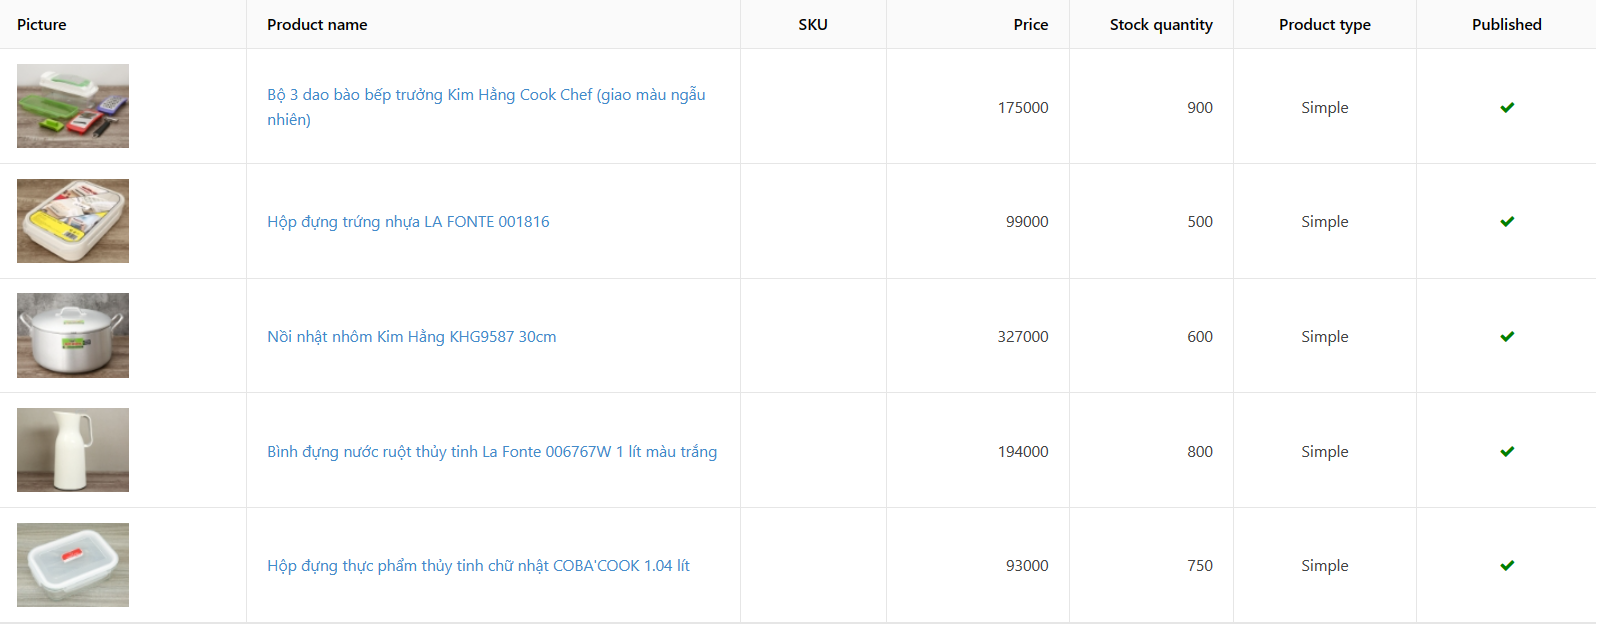 Picture Product name SKU Price Stock quantity Product type Published
Bộ 3 dao bào bếp trưởng Kim Hằng Cook Chef (giao màu ngẫu
nhiên)
175000 900 Simple
Hộp đựng trứng nhựa LA FONTE 001816 99000 500 Simple
Nồi nhật nhôm Kim Hằng KHG9587 30cm 327000 600 Simple
Bình đựng nước ruột thủy tinh La Fonte 006767W 1 lít màu trắng 194000 800 Simple
Hộp đựng thực phẩm thủy tinh chữ nhật COBA'COOK 1.04 lít 93000 750 Simple